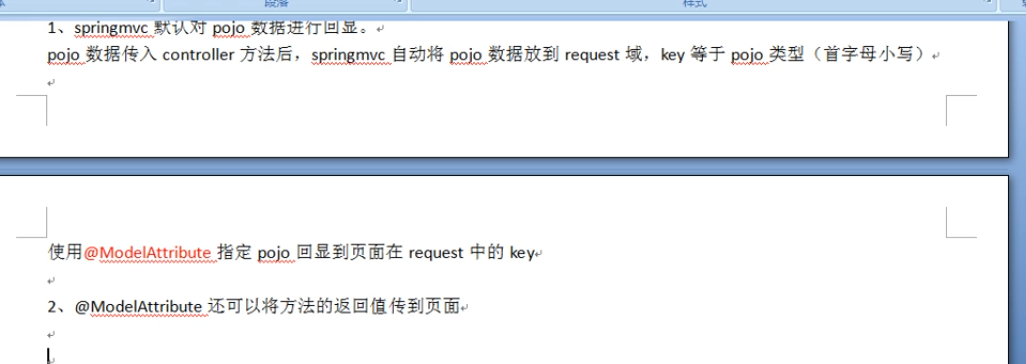 段落
样式
1、springmvc 默认对 pojo 数据进行回显。
pojo 数据传入 controller 方法后，springmvc 自动将 pojo 数据放到 request 域，key 等于 pojo 类型（首字母小写）
使用@ModelAttribute 指定 pojo 回显到页面在 request 中的 key
2、@ModelAttribute 还可以将方法的返回值传到页面